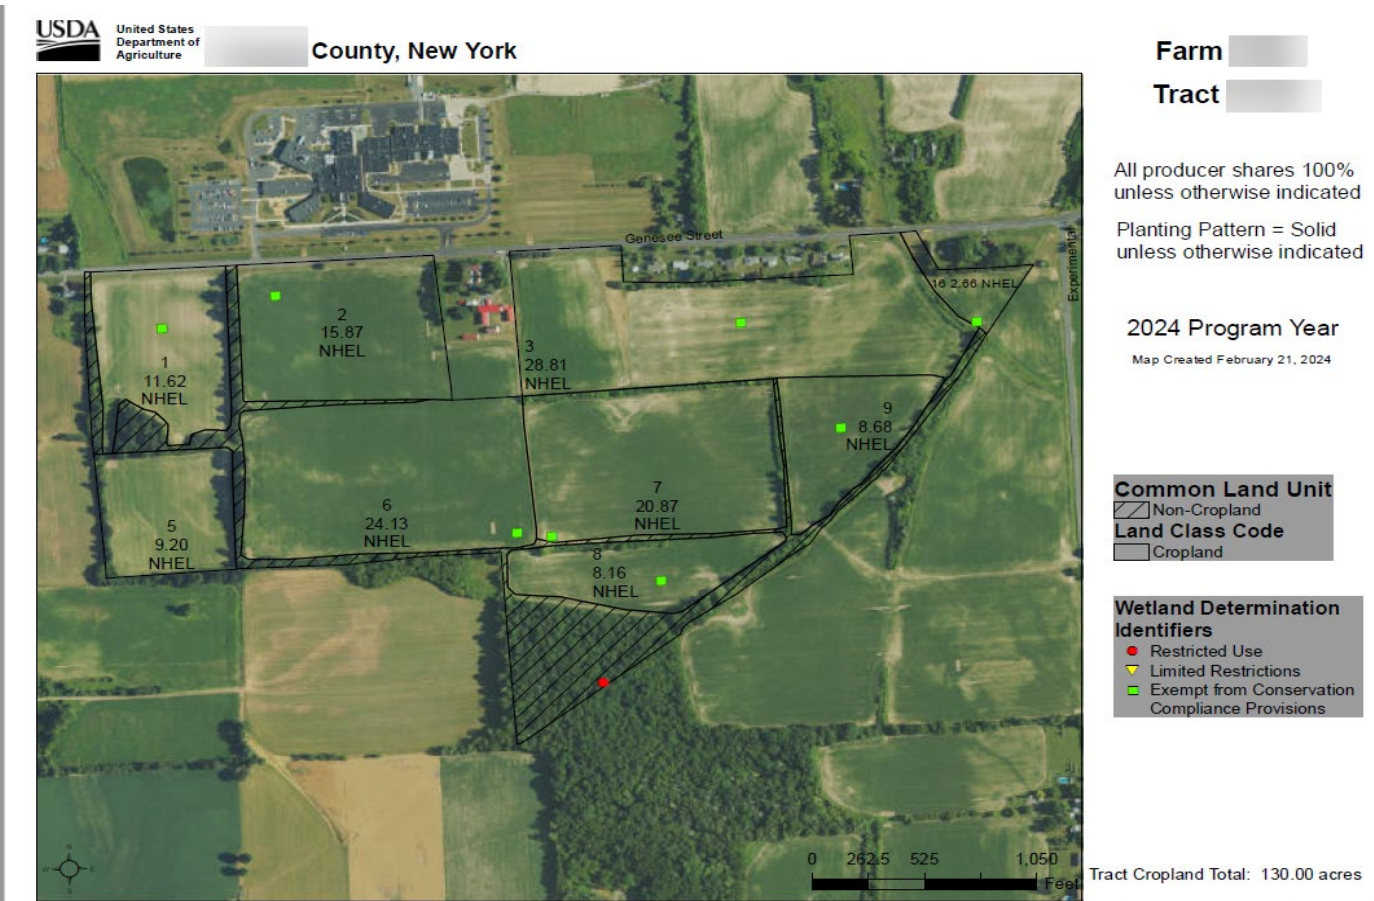 USDA
United States
Department of
Agriculture
County, New York
Farm
Tract
All producer shares 100%
unless otherwise indicated
Planting Pattern = Solid
unless otherwise indicated
2024 Program Year
Map Created February 21, 2024
Genesee Street
Experimental
1
11.62
NHEL
2
15.87
NHEL
3
28.81
NHEL
16 2.66 NHEL
5
9.20
NHEL
6
24.13
NHEL
7
20.87
NHEL
8
8.16
NHEL
9
8.68
NHEL
Common Land Unit
Non-Cropland
Land Class Code
Cropland
Wetland Determination
Identifiers
Restricted Use
Limited Restrictions
Exempt from Conservation
Compliance Provisions
N
W E
S
0 262.5 525 1,050
Feet
Tract Cropland Total: 130.00 acres